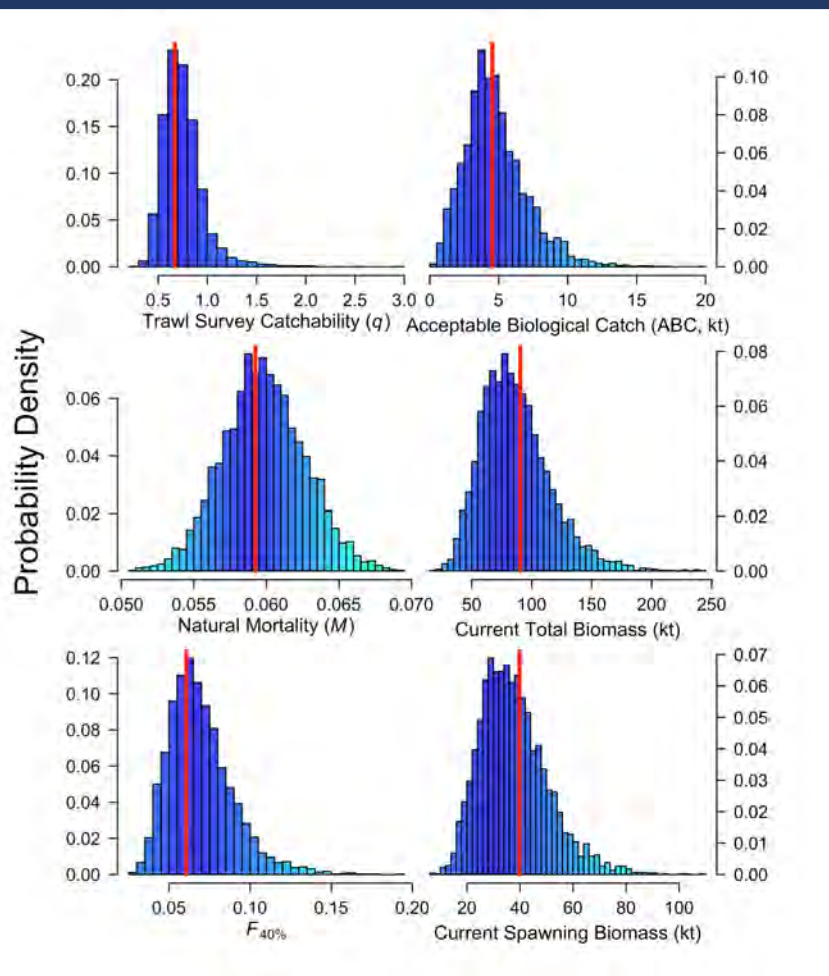 0.20
0.15
0.10
0.05
0.00
0.5 1.0 1.5 2.0 2.5 3.0
Trawl Survey Catchability (q)
0.10
0.08
0.06
0.04
0.02
0.00
0 5 10 15 20
Acceptable Biological Catch (ABC, kt)
Probability Density
0.06
0.04
0.02
0.00
0.050 0.055 0.060 0.065 0.070
Natural Mortality (M)
0.08
0.06
0.04
0.02
0.00
50 100 150 200 250
Current Total Biomass (kt)
0.12
0.10
0.08
0.06
0.04
0.02
0.00
0.05 0.10 0.15 0.20
F40%
0.07
0.06
0.05
0.04
0.03
0.02
0.01
0.00
20 40 60 80 100
Current Spawning Biomass (kt)